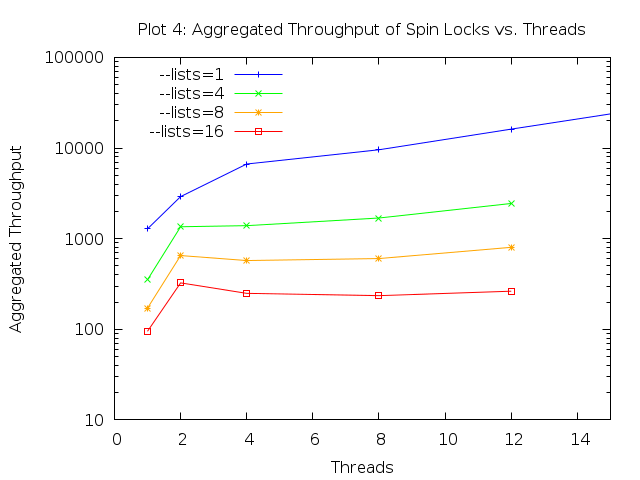 Plot 4: Aggregated Throughput of Spin Locks vs. Threads
100000
10000
1000
100
10
--lists=1
--lists=4
--lists=8
--lists=16
Aggregated Throughput
0 2 4 6 8 10 12 14
Threads